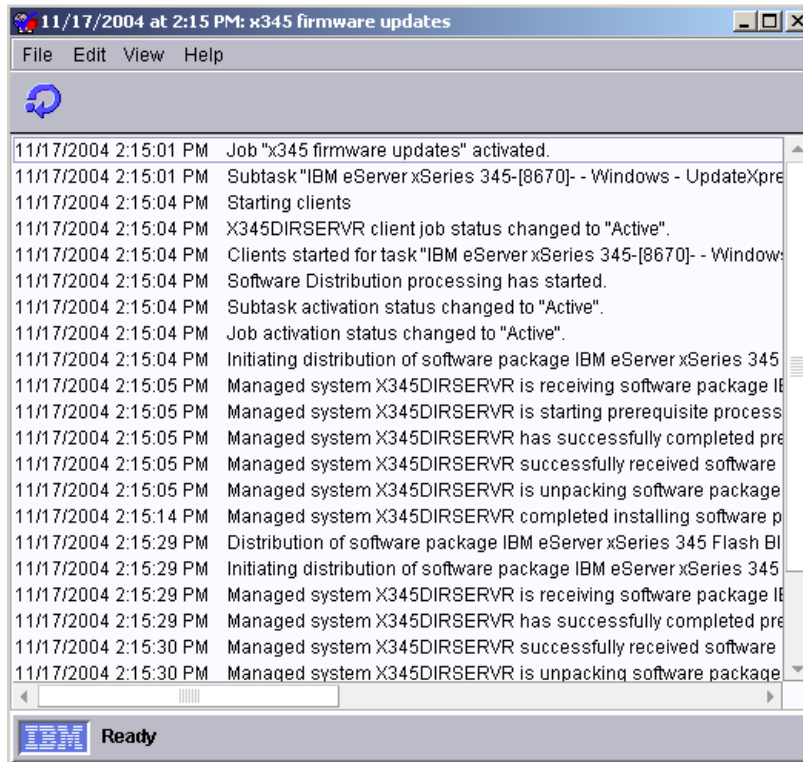 11/17/2004 at 2:15 PM: x345 firmware updates
File Edit View Help
11/17/2004 2:15:01 PM Job "x345 firmware updates" activated.
11/17/2004 2:15:01 PM Subtask "IBM eServer xSeries 345-[8670]- - Windows - UpdateXpre
11/17/2004 2:15:04 PM Starting clients
11/17/2004 2:15:04 PM X345DIRSERVR client job status changed to "Active".
11/17/2004 2:15:04 PM Clients started for task "IBM eServer xSeries 345-[8670]- - Window
11/17/2004 2:15:04 PM Software Distribution processing has started.
11/17/2004 2:15:04 PM Subtask activation status changed to "Active".
11/17/2004 2:15:04 PM Job activation status changed to "Active".
11/17/2004 2:15:04 PM Initiating distribution of software package IBM eServer xSeries 345
11/17/2004 2:15:05 PM Managed system X345DIRSERVR is receiving software package IB
11/17/2004 2:15:05 PM Managed system X345DIRSERVR is starting prerequisite process
11/17/2004 2:15:05 PM Managed system X345DIRSERVR has successfully completed pre
11/17/2004 2:15:05 PM Managed system X345DIRSERVR successfully received software
11/17/2004 2:15:05 PM Managed system X345DIRSERVR is unpacking software package
11/17/2004 2:15:14 PM Managed system X345DIRSERVR completed installing software p
11/17/2004 2:15:29 PM Distribution of software package IBM eServer xSeries 345 Flash BI
11/17/2004 2:15:29 PM Initiating distribution of software package IBM eServer xSeries 345
11/17/2004 2:15:29 PM Managed system X345DIRSERVR is receiving software package IB
11/17/2004 2:15:29 PM Managed system X345DIRSERVR has successfully completed pre
11/17/2004 2:15:30 PM Managed system X345DIRSERVR successfully received software
11/17/2004 2:15:30 PM Managed system X345DIRSERVR is unpacking software package
IBM Ready